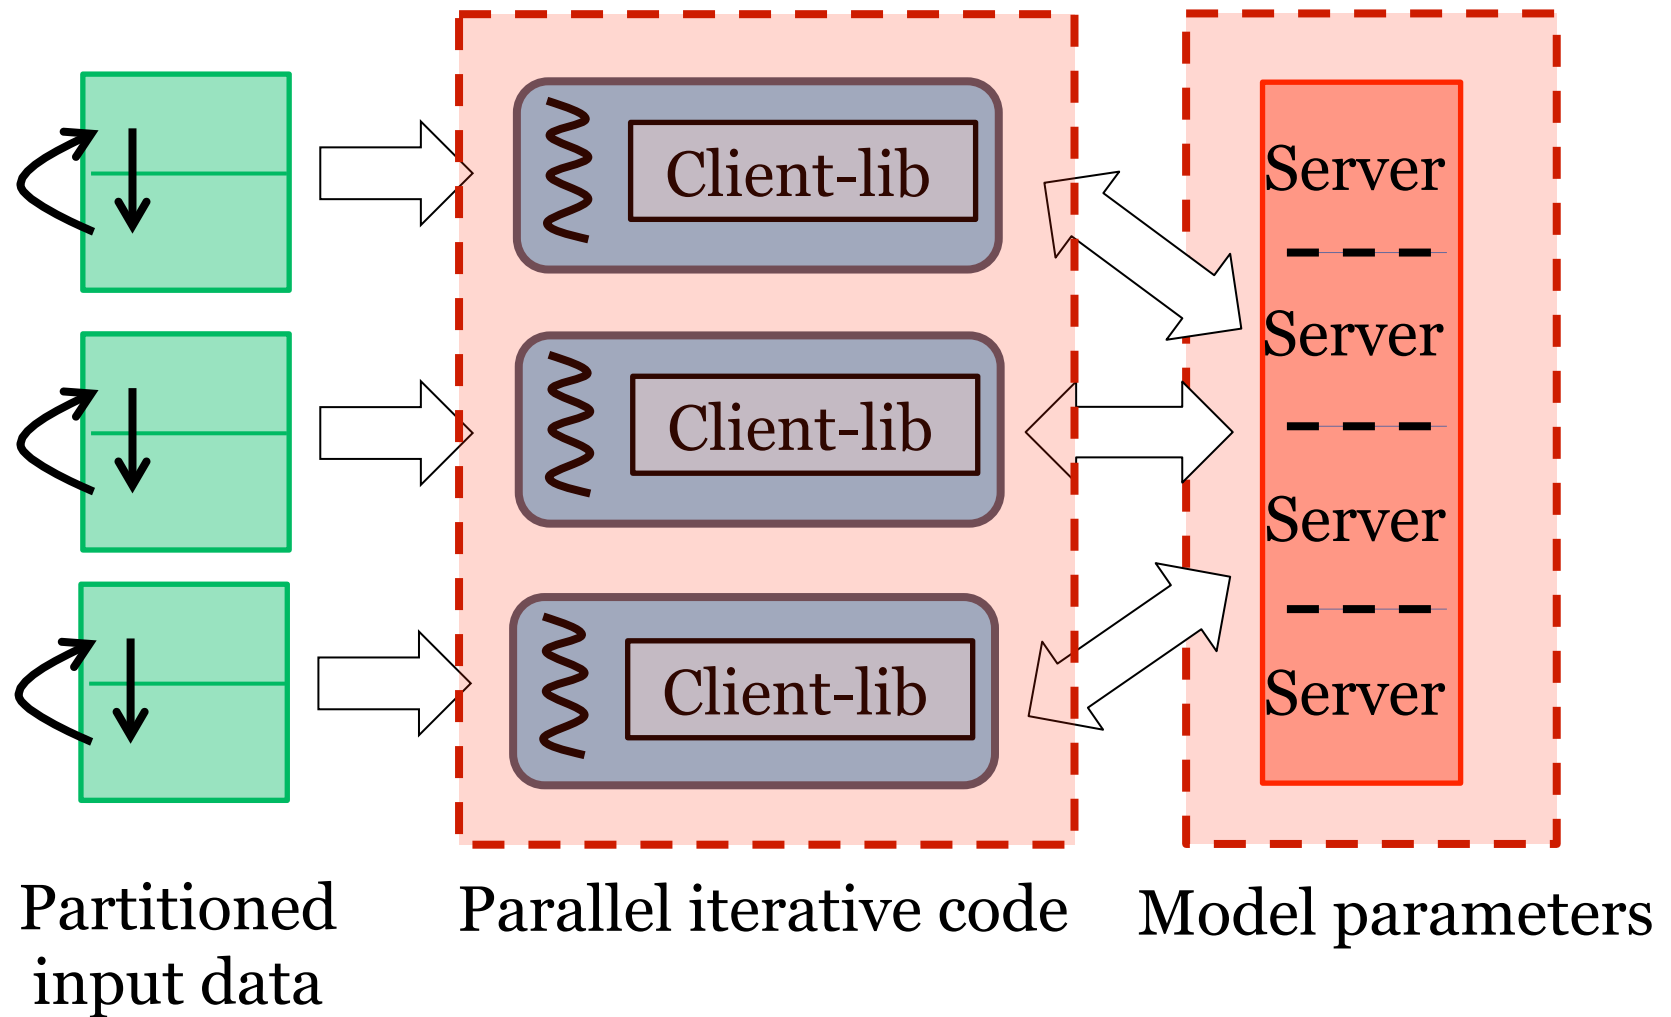 Client-lib
Client-lib
Client-lib
Server
Server
Server
Server
Partitioned
input data
Parallel iterative code
Model parameters